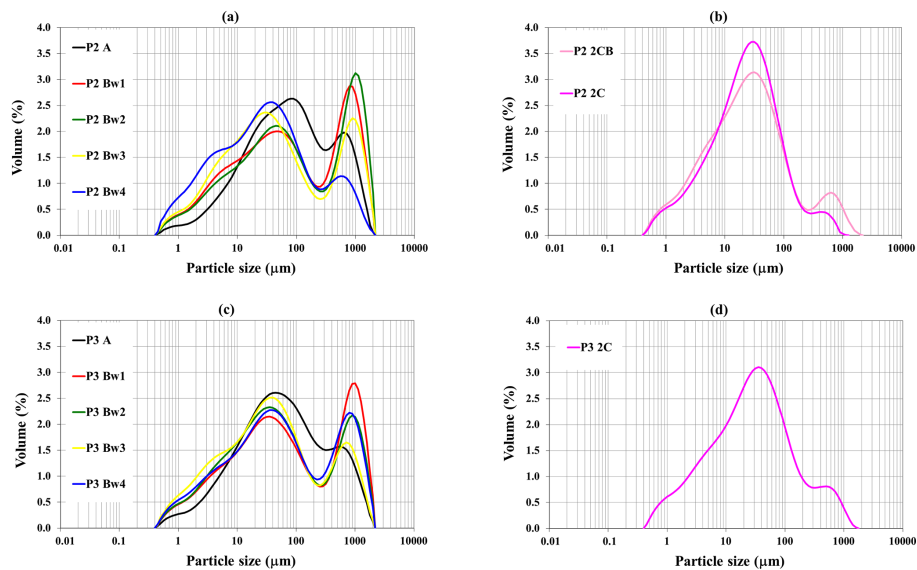 (a)
4.0
3.5
3.0
2.5
2.0
1.5
1.0
0.5
0.0
Volume (%)
P2 A
P2 Bw1
P2 Bw2
P2 Bw3
P2 Bw4
0.01 0.1 1 10 100 1000 10000
Particle size (μm)
(b)
4.0
3.5
3.0
2.5
2.0
1.5
1.0
0.5
0.0
Volume (%)
P2 2CB
P2 2C
0.01 0.1 1 10 100 1000 10000
Particle size (μm)
(c)
4.0
3.5
3.0
2.5
2.0
1.5
1.0
0.5
0.0
Volume (%)
P3 A
P3 Bw1
P3 Bw2
P3 Bw3
P3 Bw4
0.01 0.1 1 10 100 1000 10000
Particle size (μm)
(d)
4.0
3.5
3.0
2.5
2.0
1.5
1.0
0.5
0.0
Volume (%)
P3 2C
0.01 0.1 1 10 100 1000 10000
Particle size (μm)